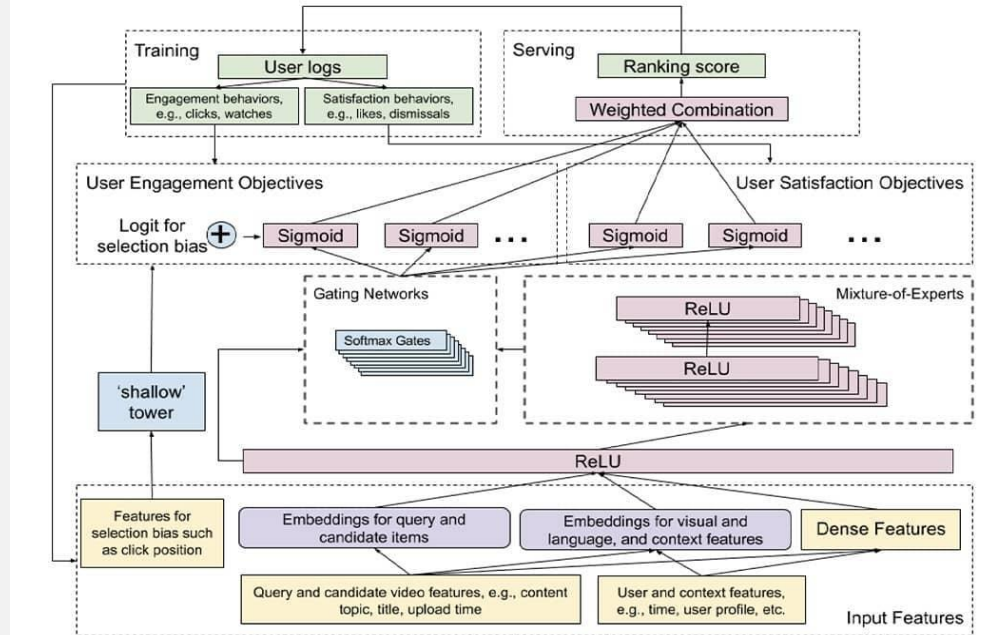 Training
User logs
Engagement behaviors,
e.g., clicks, watches
Satisfaction behaviors,
e.g., likes, dismissals
Serving
Ranking score
Weighted Combination
User Engagement Objectives
Logit for
selection bias
+
Sigmoid
Sigmoid
...
User Satisfaction Objectives
Sigmoid
Sigmoid
...
Gating Networks
Softmax Gates
Mixture-of-Experts
ReLU
ReLU
'shallow'
tower
ReLU
Features for
selection bias such
as click position
Embeddings for query and
candidate items
Embeddings for visual and
language, and context features
Dense Features
Query and candidate video features, e.g., content
topic, title, upload time
User and context features,
e.g., time, user profile, etc.
Input Features